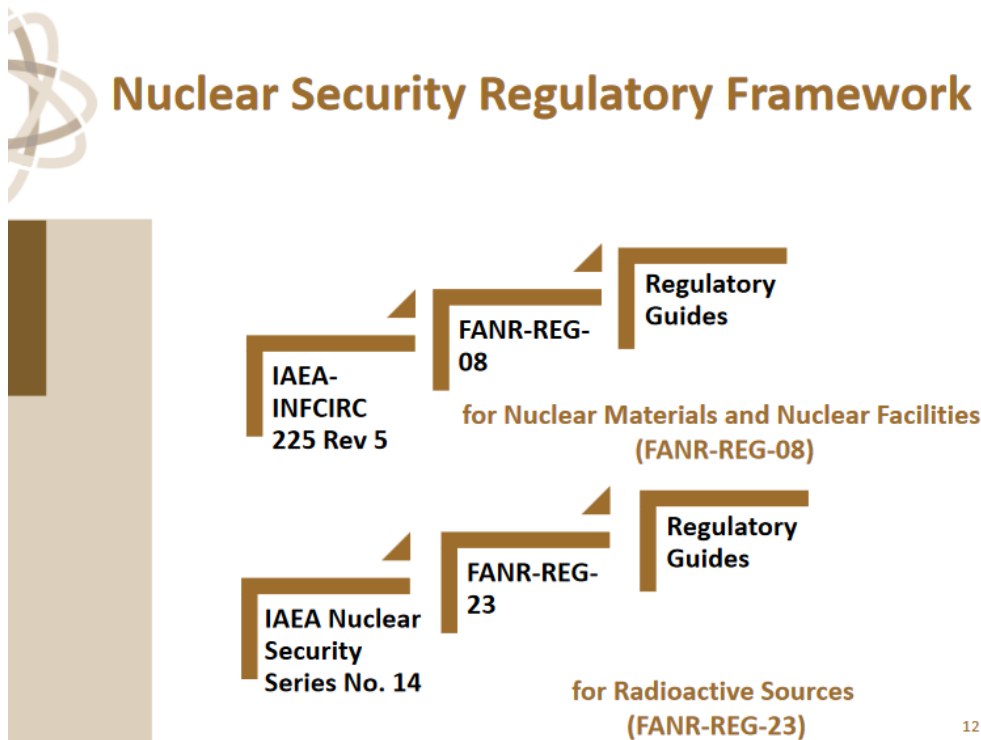 Nuclear Security Regulatory Framework
IAEA-
INFCIRC
225 Rev 5
FANR-REG-
08
Regulatory
Guides
for Nuclear Materials and Nuclear Facilities
(FANR-REG-08)
IAEA Nuclear
Security
Series No. 14
FANR-REG-
23
Regulatory
Guides
for Radioactive Sources
(FANR-REG-23)
12